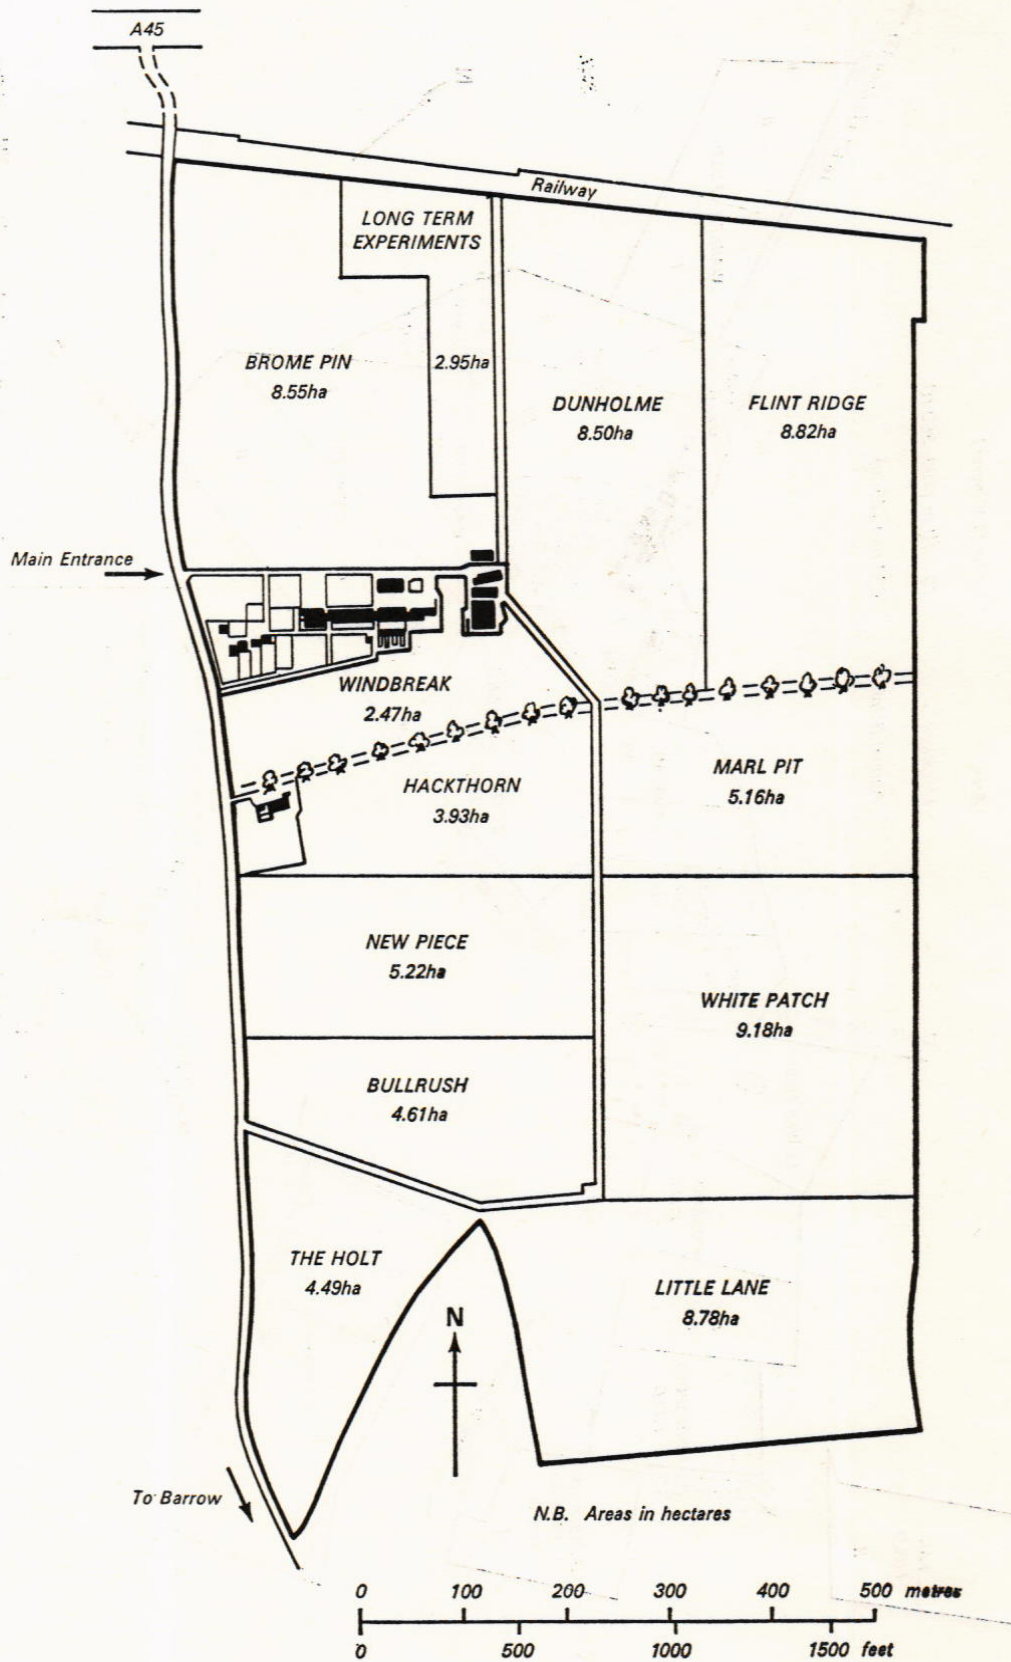 A45
Railway
LONG TERM
EXPERIMENTS
2.95ha
BROME PIN
8.55ha
DUNHOLME
8.50ha
FLINT RIDGE
8.82ha
Main Entrance
WINDBREAK
2.47ha
HACKTHORN
3.93ha
MARL PIT
5.16ha
NEW PIECE
5.22ha
WHITE PATCH
9.18ha
BULLRUSH
4.61ha
THE HOLT
4.49ha
LITTLE LANE
8.78ha
N
To Barrow
N.B. Areas in hectares
0 100 200 300 400 500 metres
0 500 1000 1500 feet